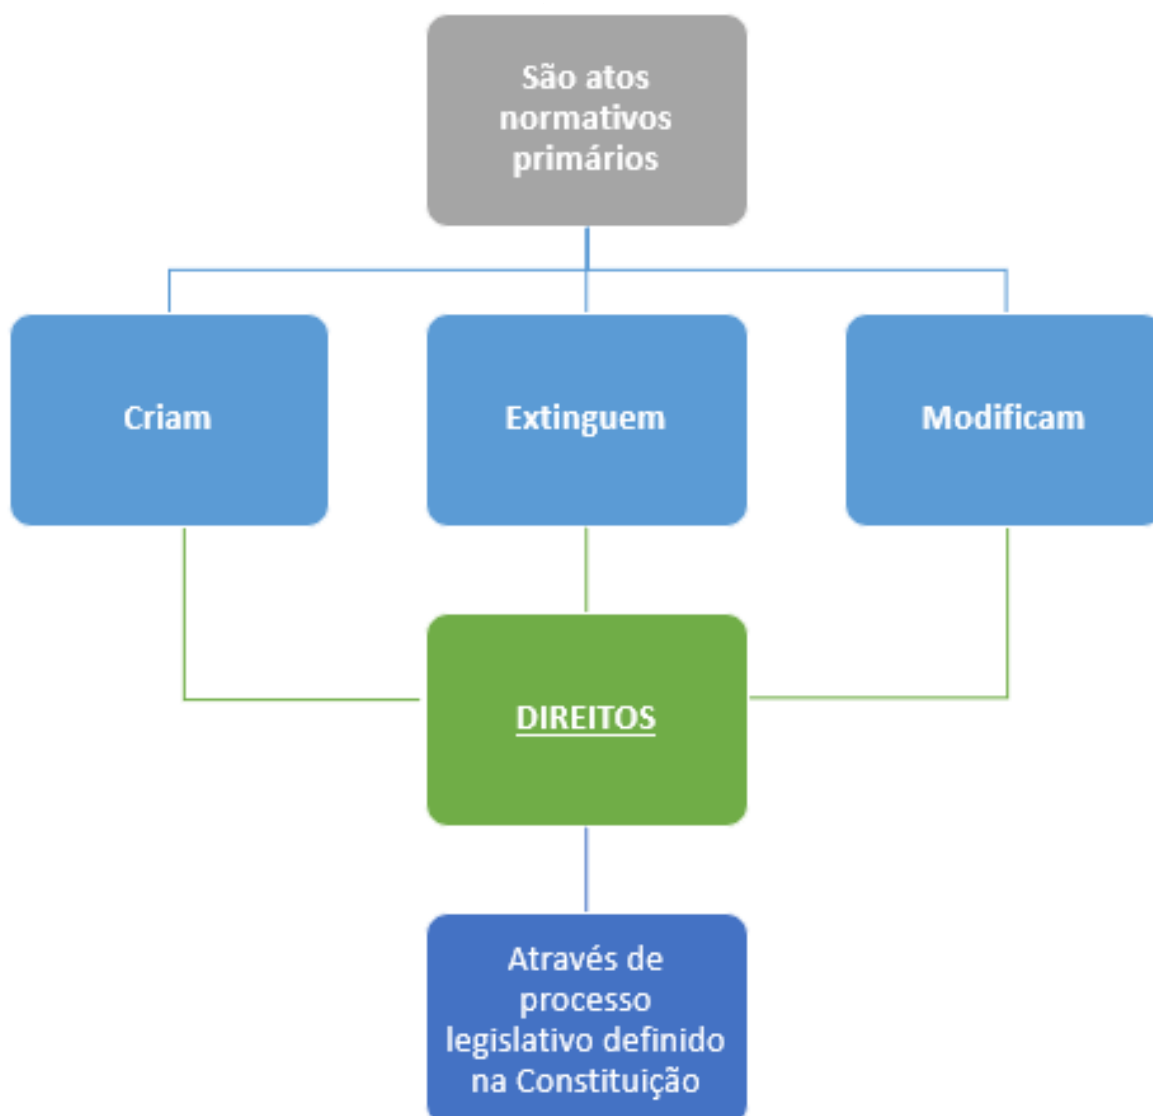 São atos
normativos
primários
Criam
Extinguem
Modificam
DIREITOS
Através de
processo
legislativo definido
na Constituição